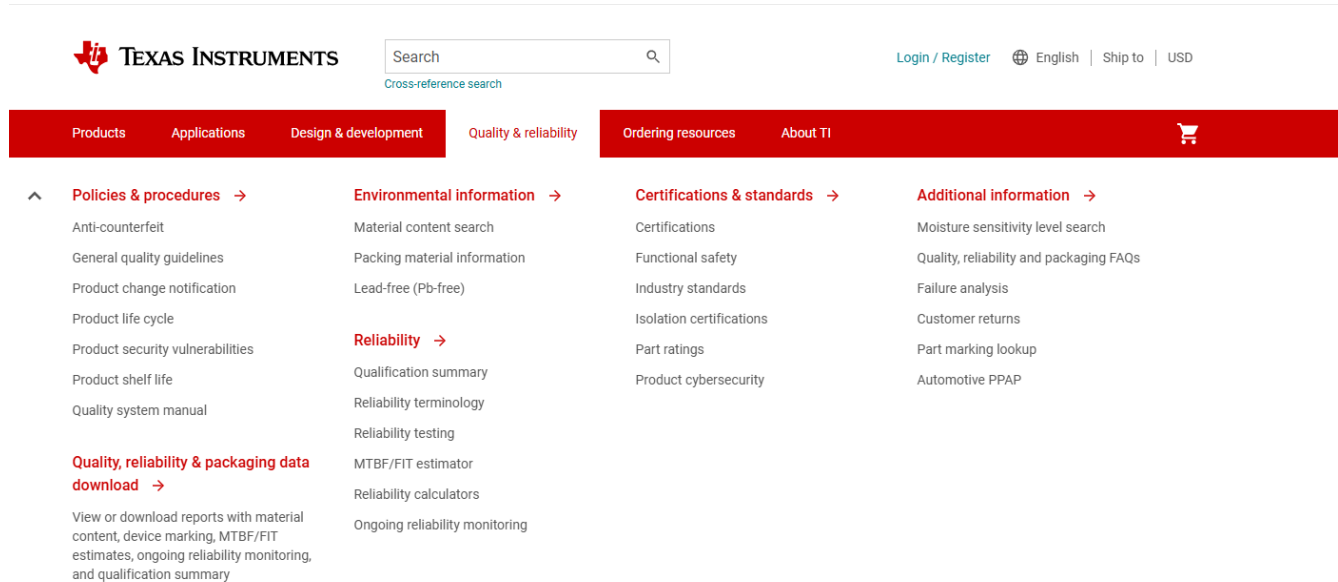 TEXAS INSTRUMENTS
Search
Cross-reference search
Login / Register
English
Ship to
USD
Products
Applications
Design & development
Quality & reliability
Ordering resources
About TI
Policies & procedures
Anti-counterfeit
General quality guidelines
Product change notification
Product life cycle
Product security vulnerabilities
Product shelf life
Quality system manual
Quality, reliability & packaging data
download
View or download reports with material
content, device marking, MTBF/FIT
estimates, ongoing reliability monitoring,
and qualification summary
Environmental information
Material content search
Packing material information
Lead-free (Pb-free)
Reliability
Qualification summary
Reliability terminology
Reliability testing
MTBF/FIT estimator
Reliability calculators
Ongoing reliability monitoring
Certifications & standards
Certifications
Functional safety
Industry standards
Isolation certifications
Part ratings
Product cybersecurity
Additional information
Moisture sensitivity level search
Quality, reliability and packaging FAQs
Failure analysis
Customer returns
Part marking lookup
Automotive PPAP